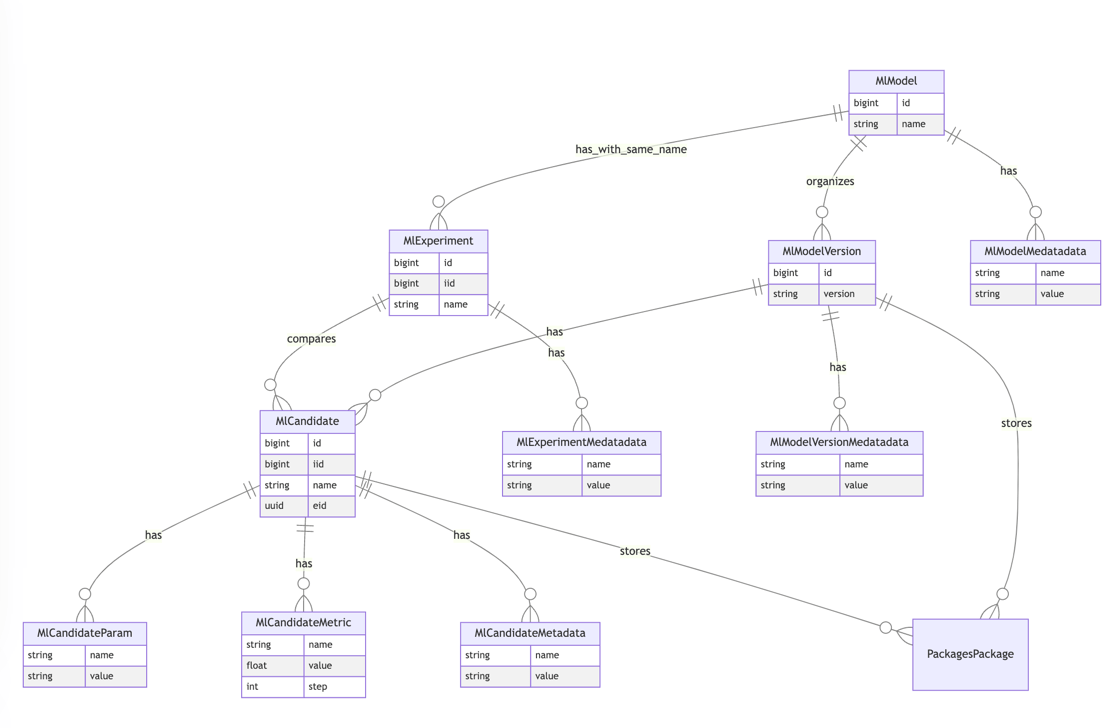 MlModel
bigint id
string name
has_with_same_name
organizes
has
MlExperiment
bigint id
bigint iid
string name
MlModelVersion
bigint id
string version
MlModelMedatadata
string name
string value
compares
has
has
has
stores
MlCandidate
bigint id
bigint iid
string name
uuid eid
MlExperimentMedatadata
string name
string value
MlModelVersionMedatadata
string name
string value
has
has
has
stores
MlCandidateParam
string name
string value
MlCandidateMetric
string name
float value
int step
MlCandidateMetadata
string name
string value
PackagesPackage